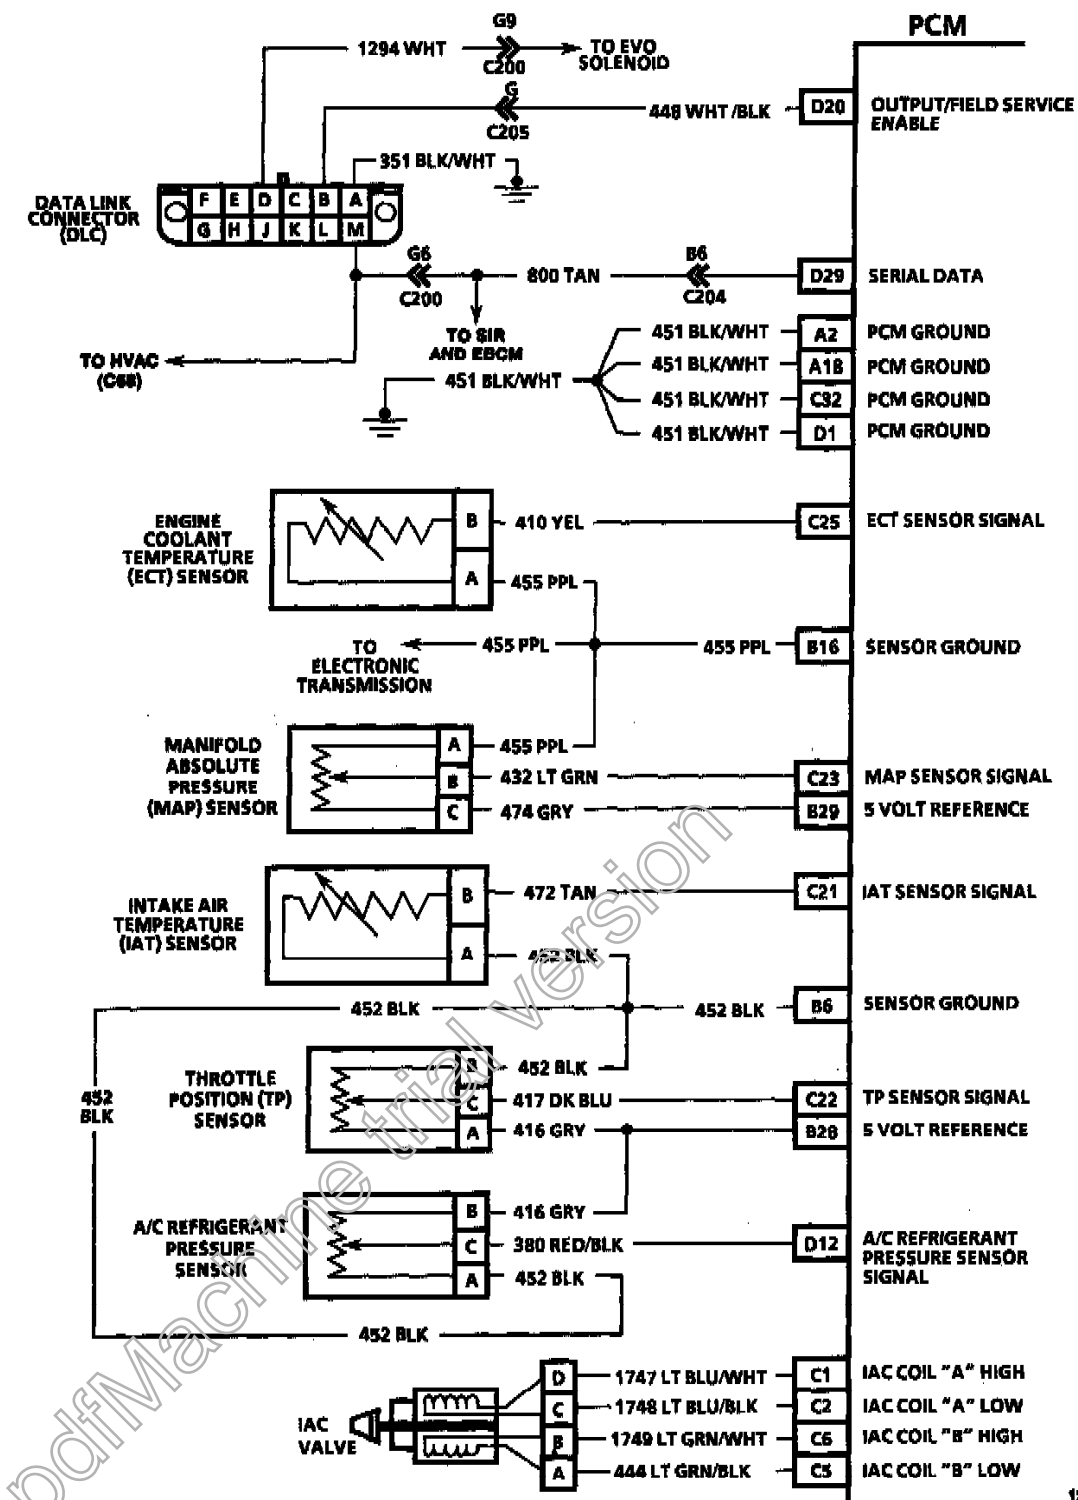 PCM
G9
1294 WHT
C200
TO EVO
SOLENOID
G
C205
448 WHT/BLK
D20
OUTPUT/FIELD SERVICE
ENABLE
351 BLK/WHT
DATA LINK
CONNECTOR
(DLC)
F E D C B A
G H J K L M
G6
C200
800 TAN
B6
C204
D29
SERIAL DATA
TO SIR
AND EBCM
TO HVAC
(C68)
451 BLK/WHT
451 BLK/WHT
A2
PCM GROUND
451 BLK/WHT
A18
PCM GROUND
451 BLK/WHT
C32
PCM GROUND
451 BLK/WHT
D1
PCM GROUND
ENGINE
COOLANT
TEMPERATURE
(ECT) SENSOR
B
410 YEL
C25
ECT SENSOR SIGNAL
A
455 PPL
TO
ELECTRONIC
TRANSMISSION
455 PPL
455 PPL
B16
SENSOR GROUND
MANIFOLD
ABSOLUTE
PRESSURE
(MAP) SENSOR
A
455 PPL
B
432 LT GRN
C23
MAP SENSOR SIGNAL
C
474 GRY
B29
5 VOLT REFERENCE
INTAKE AIR
TEMPERATURE
(IAT) SENSOR
B
472 TAN
C21
IAT SENSOR SIGNAL
A
452 BLK
452 BLK
452 BLK
B6
SENSOR GROUND
452
BLK
THROTTLE
POSITION (TP)
SENSOR
B
452 BLK
C
417 DK BLU
C22
TP SENSOR SIGNAL
A
416 GRY
B28
5 VOLT REFERENCE
A/C REFRIGERANT
PRESSURE
SENSOR
B
416 GRY
C
380 RED/BLK
D12
A/C REFRIGERANT
PRESSURE SENSOR
SIGNAL
A
452 BLK
452 BLK
IAC
VALVE
D
1747 LT BLU/WHT
C1
IAC COIL "A" HIGH
C
1748 LT BLU/BLK
C2
IAC COIL "A" LOW
B
1749 LT GRN/WHT
C6
IAC COIL "B" HIGH
A
444 LT GRN/BLK
C5
IAC COIL "B" LOW
pdfMachine trial version